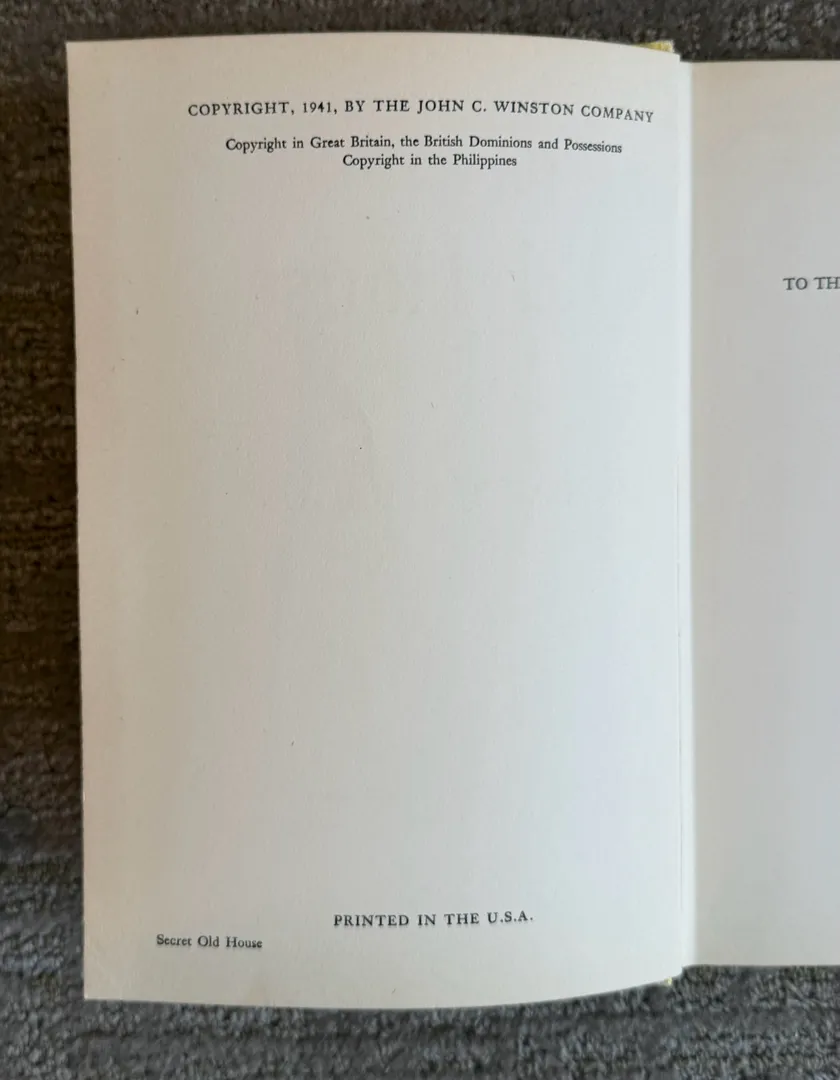 COPYRIGHT, 1941, BY THE JOHN C. WINSTON COMPANY
Copyright in Great Britain, the British Dominions and Possessions
Copyright in the Philippines
PRINTED IN THE U.S.A.
Secret Old House
TO TH